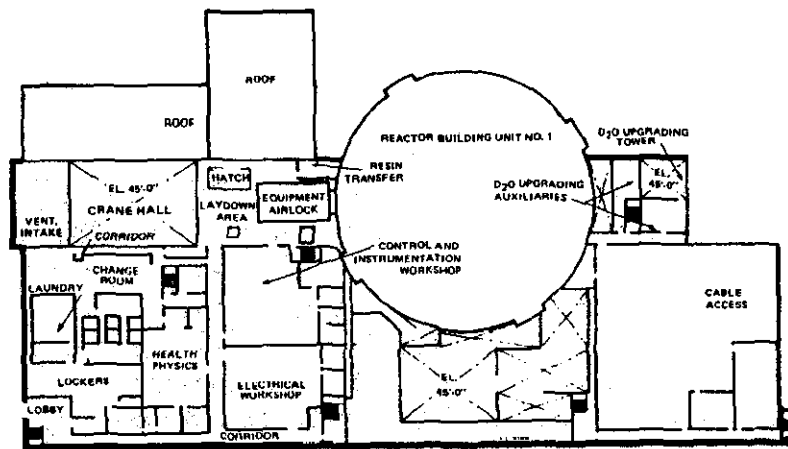 ROOF
ROOF
REACTOR BUILDING UNIT NO. 1
D2O UPGRADING
TOWER
RESIN
TRANSFER
HATCH
EL. 45'-0"
CRANE HALL
LAYDOWN
AREA
EQUIPMENT
AIRLOCK
EL.
45'-0"
D2O UPGRADING
AUXILIARIES
VENT.
INTAKE
CORRIDOR
CONTROL AND
INSTRUMENTATION
WORKSHOP
CHANGE
ROOM
LAUNDRY
CABLE
ACCESS
HEALTH
PHYSICS
LOCKERS
ELECTRICAL
WORKSHOP
EL.
45'-0"
LOBBY
CORRIDOR